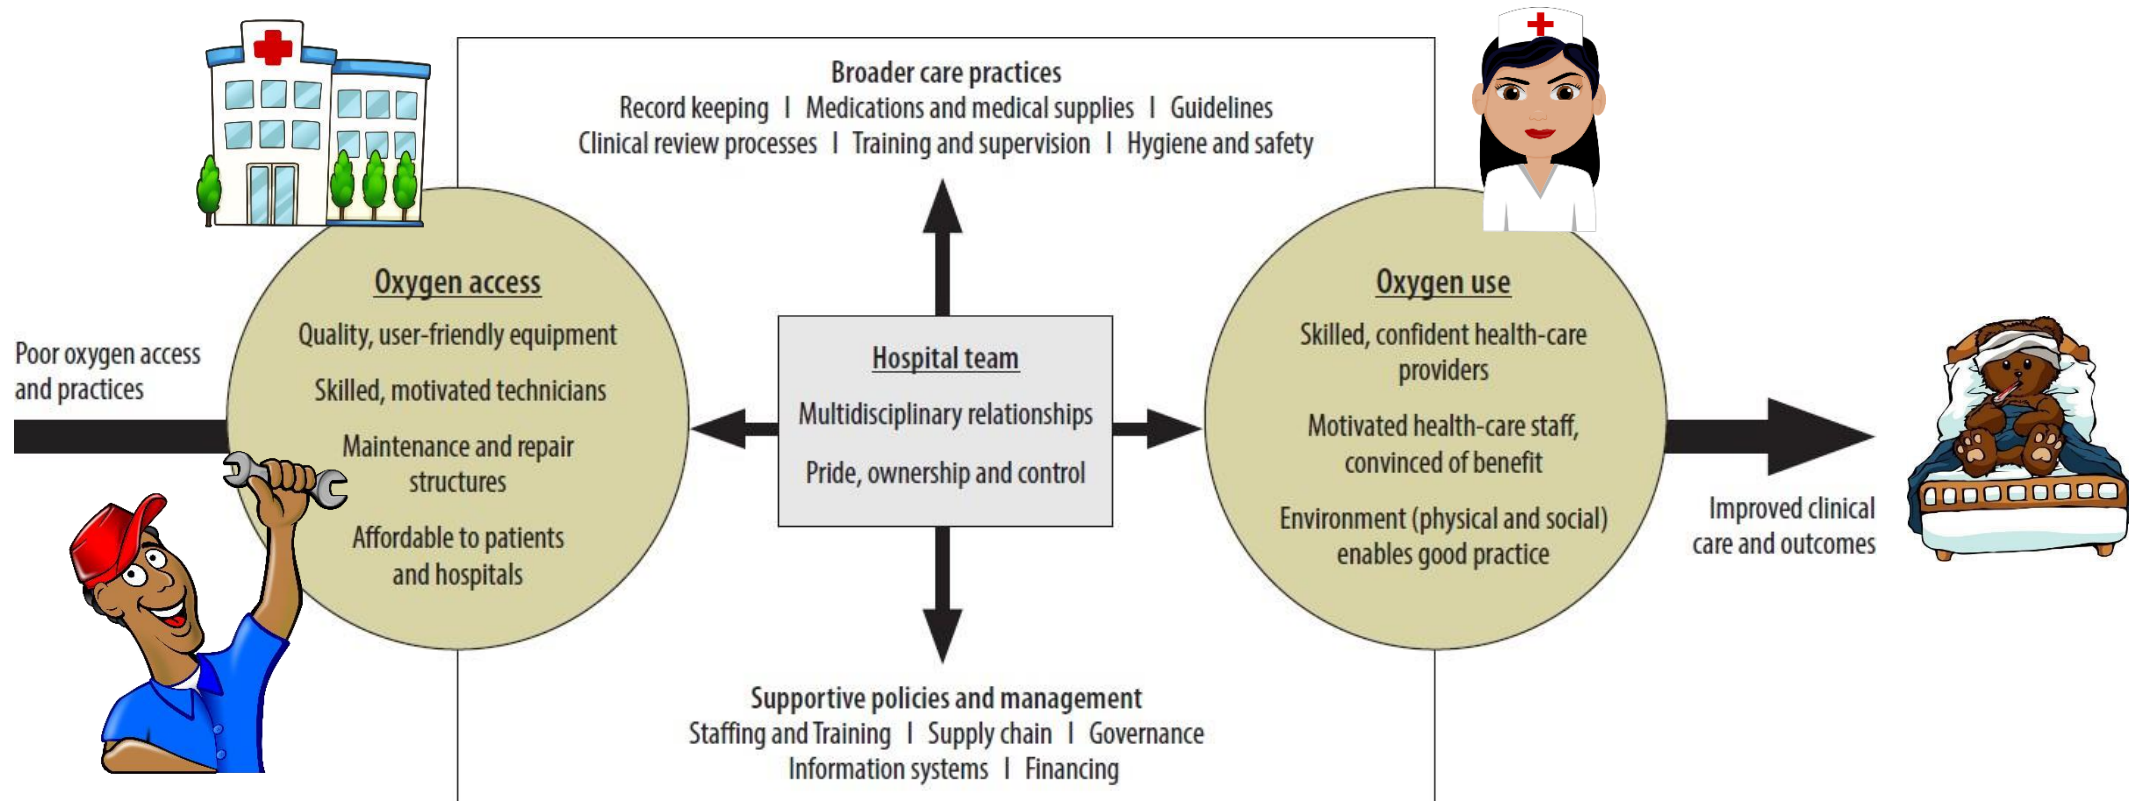 Broader care practices
Record keeping I Medications and medical supplies I Guidelines
Clinical review processes I Training and supervision I Hygiene and safety
Poor oxygen access
and practices
Oxygen access
Quality, user-friendly equipment
Skilled, motivated technicians
Maintenance and repair
structures
Affordable to patients
and hospitals
Hospital team
Multidisciplinary relationships
Pride, ownership and control
Oxygen use
Skilled, confident health-care
providers
Motivated health-care staff,
convinced of benefit
Environment (physical and social)
enables good practice
Improved clinical
care and outcomes
Supportive policies and management
Staffing and Training I Supply chain I Governance
Information systems I Financing